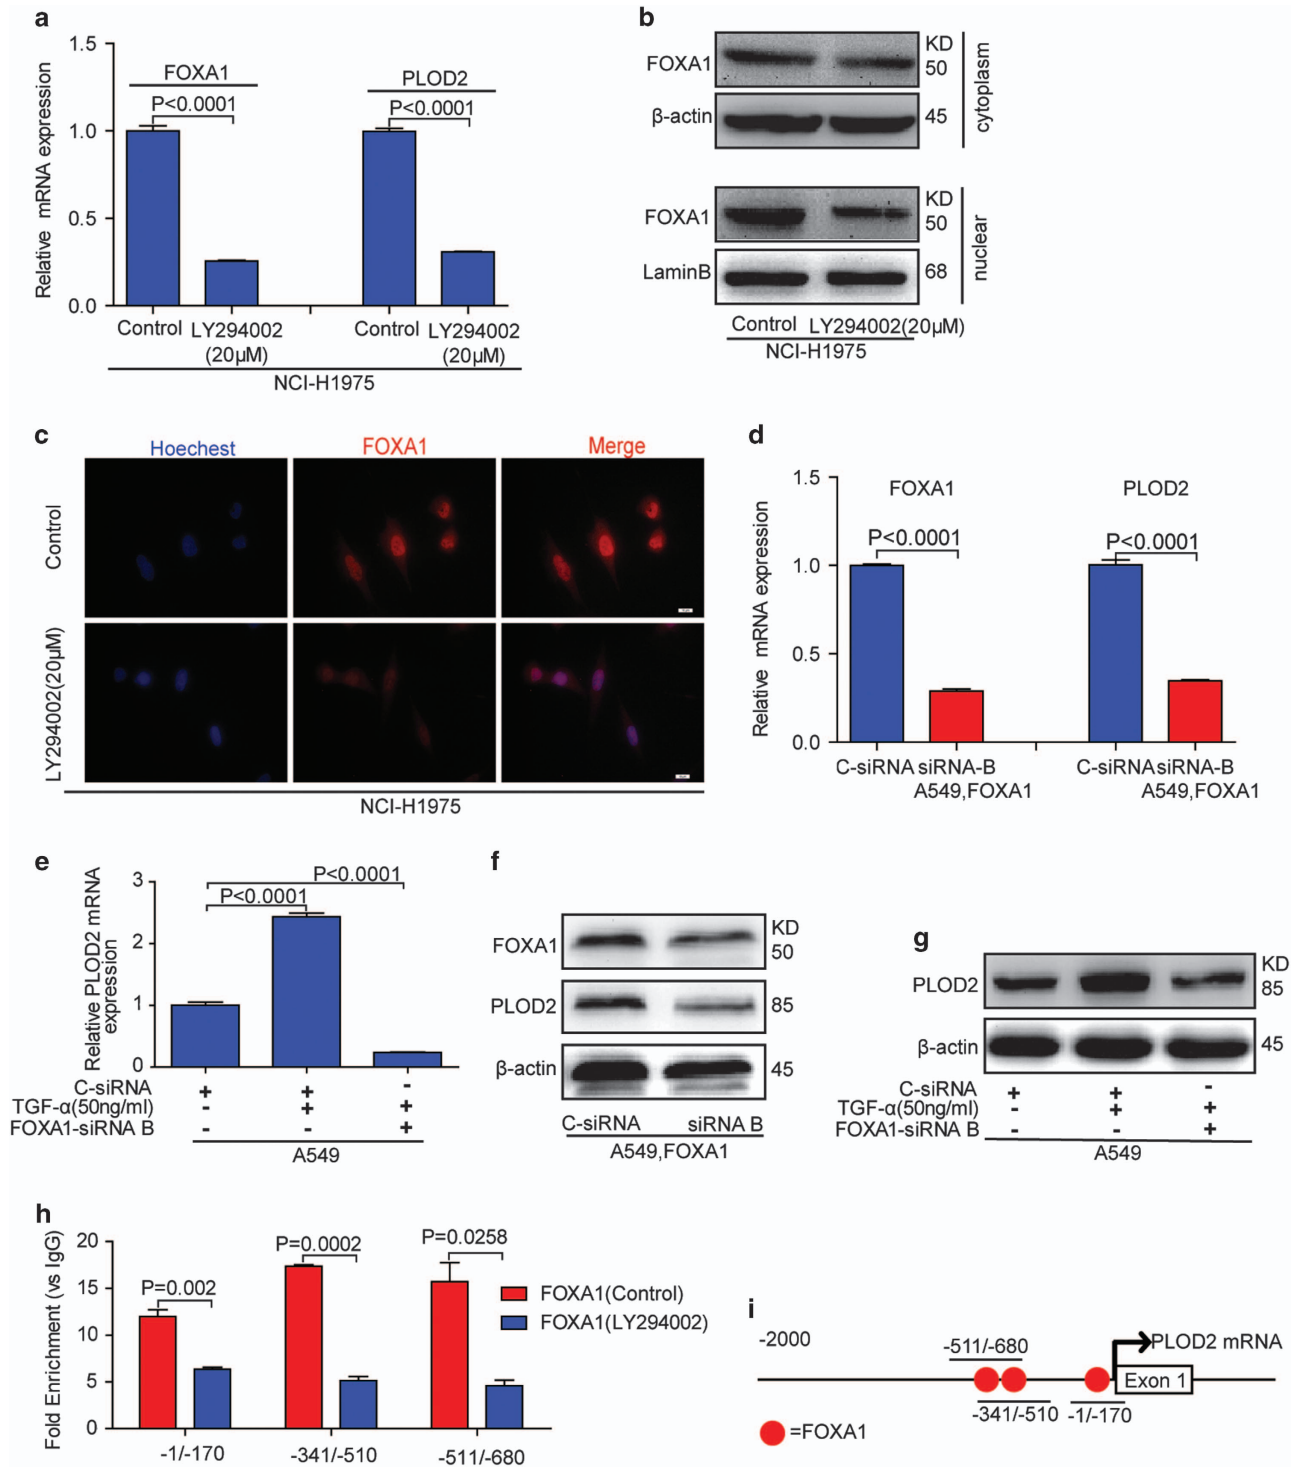 a
1.5
1.0
0.5
0.0
Relative mRNA expression
FOXA1
P<0.0001
PLOD2
P<0.0001
Control LY294002 Control LY294002
(20μM) (20μM)
NCI-H1975
b
FOXA1
KD
50
β-actin
45
cytoplasm
FOXA1
KD
50
LaminB
68
nuclear
Control LY294002(20μM)
NCI-H1975
c
Hoechest FOXA1 Merge
Control
LY294002(20μM)
NCI-H1975
d
1.5
1.0
0.5
0.0
Relative mRNA expression
FOXA1 PLOD2
P<0.0001 P<0.0001
C-siRNA siRNA-B C-siRNA siRNA-B
A549,FOXA1 A549,FOXA1
e
3
2
1
0
Relative PLOD2 mRNA
expression
P<0.0001
P<0.0001
C-siRNA + + -
TGF-α(50ng/ml) - + +
FOXA1-siRNA B - - +
A549
f
FOXA1
KD
50
PLOD2 85
β-actin 45
C-siRNA siRNA B
A549,FOXA1
g
PLOD2
KD
85
β-actin 45
C-siRNA + + -
TGF-α(50ng/ml) - + +
FOXA1-siRNA B - - +
A549
h
20
15
10
5
0
Fold Enrichment (vs IgG)
P=0.002
P=0.0002
P=0.0258
FOXA1(Control)
FOXA1(LY294002)
-1/-170 -341/-510 -511/-680
i
-2000
-511/-680
PLOD2 mRNA
Exon 1
-341/-510 -1/-170
=FOXA1